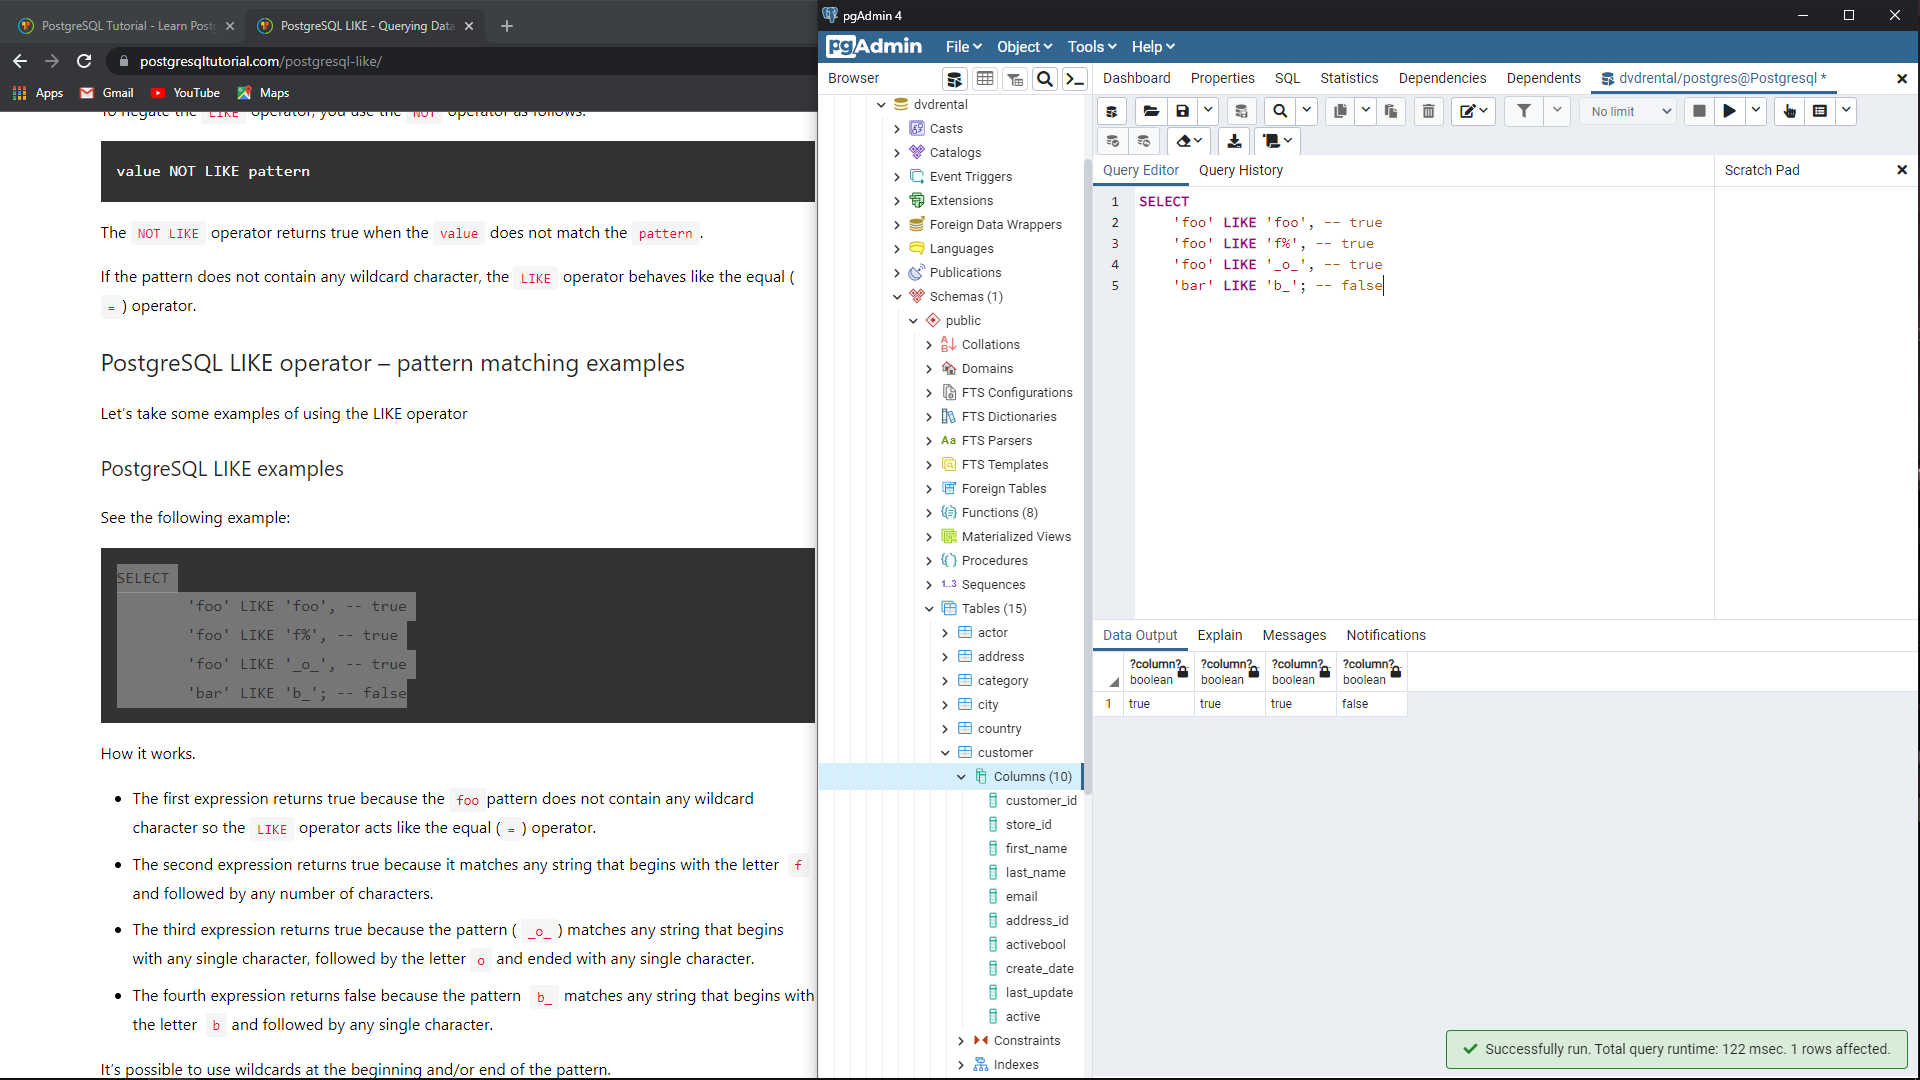 PostgreSQL Tutorial - Learn Post
PostgreSQL LIKE - Querying Data
postgresqltutorial.com/postgresql-like/
Apps Gmail YouTube Maps
To negate the LIKE operator, you use the NOT operator as follows:
value NOT LIKE pattern
The NOT LIKE operator returns true when the value does not match the pattern .
If the pattern does not contain any wildcard character, the LIKE operator behaves like the equal (
= ) operator.
PostgreSQL LIKE operator – pattern matching examples
Let's take some examples of using the LIKE operator
PostgreSQL LIKE examples
See the following example:
SELECT
'foo' LIKE 'foo', -- true
'foo' LIKE 'f%', -- true
'foo' LIKE '_o_', -- true
'bar' LIKE 'b_'; -- false
How it works.
• The first expression returns true because the foo pattern does not contain any wildcard
character so the LIKE operator acts like the equal ( = ) operator.
• The second expression returns true because it matches any string that begins with the letter f
and followed by any number of characters.
• The third expression returns true because the pattern ( _o_ ) matches any string that begins
with any single character, followed by the letter o and ended with any single character.
• The fourth expression returns false because the pattern b_ matches any string that begins with
the letter b and followed by any single character.
It's possible to use wildcards at the beginning and/or end of the pattern.
pgAdmin 4
pgAdmin File Object Tools Help
Browser
dvdrental
Casts
Catalogs
Event Triggers
Extensions
Foreign Data Wrappers
Languages
Publications
Schemas (1)
public
Collations
Domains
FTS Configurations
FTS Dictionaries
Aa FTS Parsers
FTS Templates
Foreign Tables
Functions (8)
Materialized Views
Procedures
1..3 Sequences
Tables (15)
actor
address
category
city
country
customer
Columns (10)
customer_id
store_id
first_name
last_name
email
address_id
activebool
create_date
last_update
active
Constraints
Indexes
Dashboard Properties SQL Statistics Dependencies Dependents dvdrental/postgres@Postgresql *
No limit
Query Editor Query History
Scratch Pad
1 SELECT
2 'foo' LIKE 'foo', -- true
3 'foo' LIKE 'f%', -- true
4 'foo' LIKE '_o_', -- true
5 'bar' LIKE 'b_'; -- false
Data Output Explain Messages Notifications
?column? ?column? ?column? ?column?
boolean boolean boolean boolean
1 true true true false
Successfully run. Total query runtime: 122 msec. 1 rows affected.